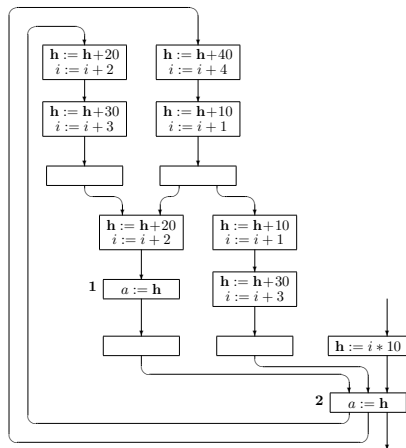 h := h+20
i := i + 2
h := h+40
i := i + 4
h := h+30
i := i + 3
h := h+10
i := i + 1
h := h+20
i := i + 2
h := h+10
i := i + 1
1
a := h
h := h+30
i := i + 3
h := i ∗ 10
2
a := h